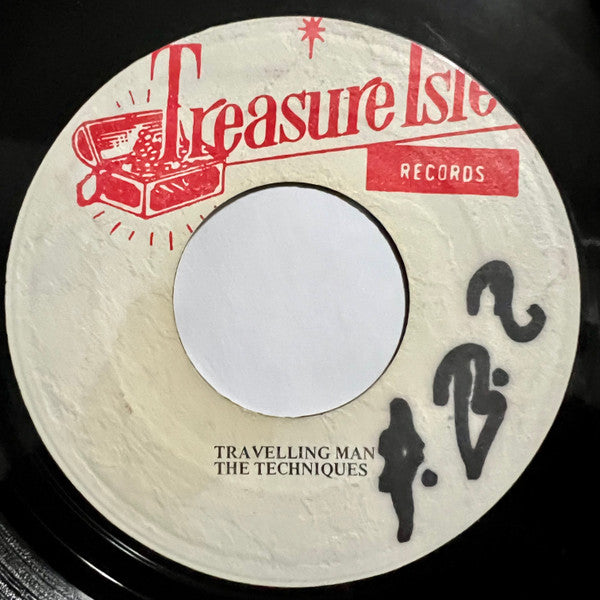 Treasure Isle
RECORDS
TRAVELLING MAN
THE TECHNIQUES